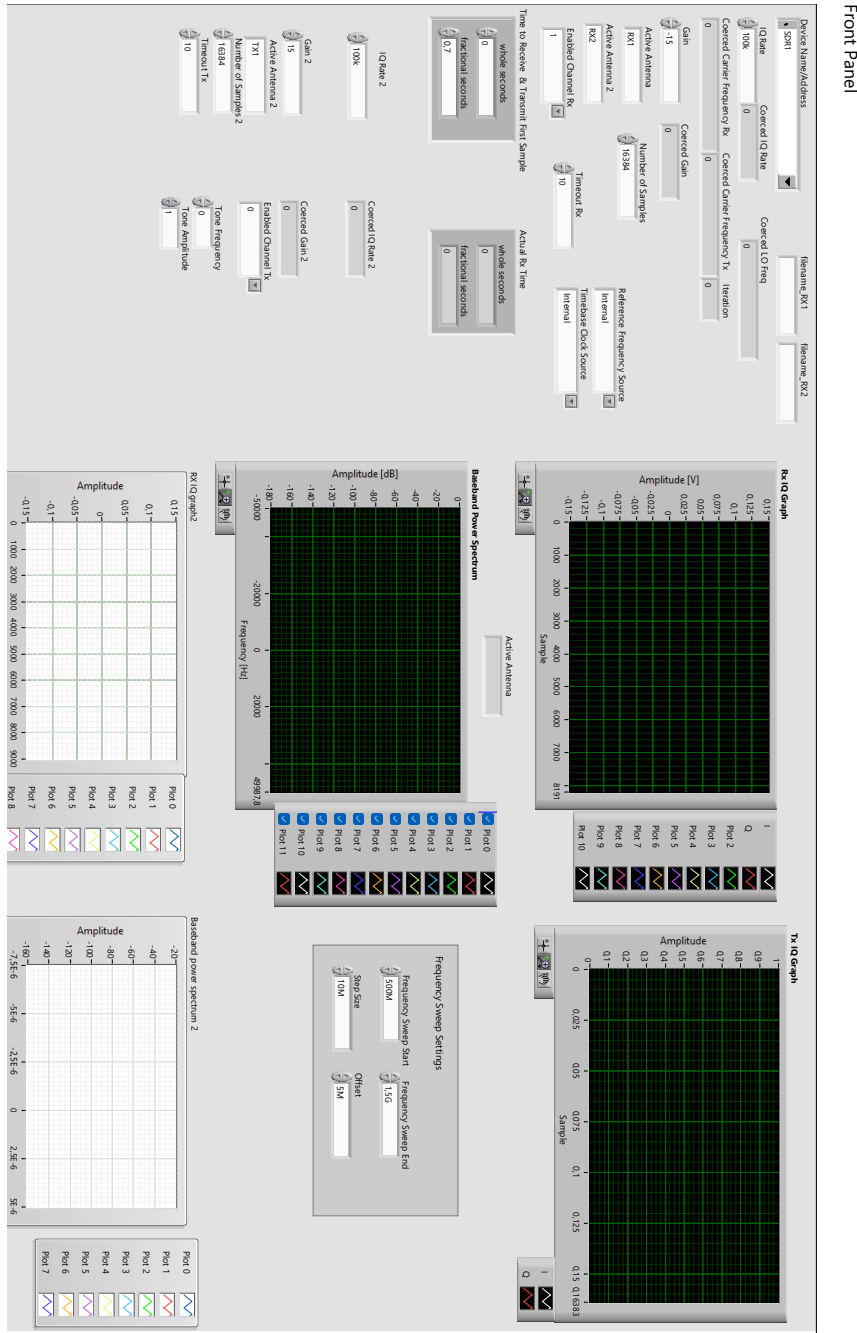 Front Panel
Device Name/Address
SDR1
filename_RX1
filename_RX2
IQ Rate
100k
Coerced IQ Rate
0
Coerced LO Freq
0
Coerced Carrier Frequency Rx
0
Coerced Carrier Frequency Tx
0
Iteration
0
Gain
-15
Coerced Gain
0
Active Antenna
RX1
Number of Samples
16384
Reference Frequency Source
Internal
Active Antenna 2
RX2
Timeout Rx
10
Timebase Clock Source
Internal
Enabled Channel Rx
1
Time to Receive & Transmit First Sample
whole seconds
0
fractional seconds
0,7
Actual Rx Time
whole seconds
0
fractional seconds
0
IQ Rate 2
100k
Coerced IQ Rate 2
0
Gain 2
15
Coerced Gain 2
0
Active Antenna 2
TX1
Enabled Channel Tx
0
Number of Samples 2
16384
Tone Frequency
0
Timeout Tx
10
Tone Amplitude
1
Rx IQ Graph
Amplitude [V]
0,15
0,125
0,1
0,075
0,05
0,025
0
-0,025
-0,05
-0,075
-0,1
-0,125
-0,15
0 1000 2000 3000 4000 5000 6000 7000 8191
Sample
I
Q
Plot 2
Plot 3
Plot 4
Plot 5
Plot 6
Plot 7
Plot 8
Plot 9
Plot 10
Tx IQ Graph
Amplitude
1
0,9
0,8
0,7
0,6
0,5
0,4
0,3
0,2
0,1
0
0 0,025 0,05 0,075 0,1 0,125 0,15 0,16383
Sample
I
Q
Active Antenna
Baseband Power Spectrum
Amplitude [dB]
0
-20
-40
-60
-80
-100
-120
-140
-160
-180
-50000 -20000 0 20000 49987,8
Frequency [Hz]
Plot 0
Plot 1
Plot 2
Plot 3
Plot 4
Plot 5
Plot 6
Plot 7
Plot 8
Plot 9
Plot 10
Plot 11
Frequency Sweep Settings
Frequency Sweep Start
500M
Frequency Sweep End
1,5G
Step Size
10M
Offset
5M
RX IQ graph2
Amplitude
0,15
0,1
0,05
0
-0,05
-0,1
-0,15
0 1000 2000 3000 4000 5000 6000 7000 8000 9000
Plot 0
Plot 1
Plot 2
Plot 3
Plot 4
Plot 5
Plot 6
Plot 7
Plot 8
Baseband power spectrum 2
Amplitude
-20
-40
-60
-80
-100
-120
-140
-160
-7,5E-6 -5E-6 -2,5E-6 0 2,5E-6 5E-6
Plot 0
Plot 1
Plot 2
Plot 3
Plot 4
Plot 5
Plot 6
Plot 7